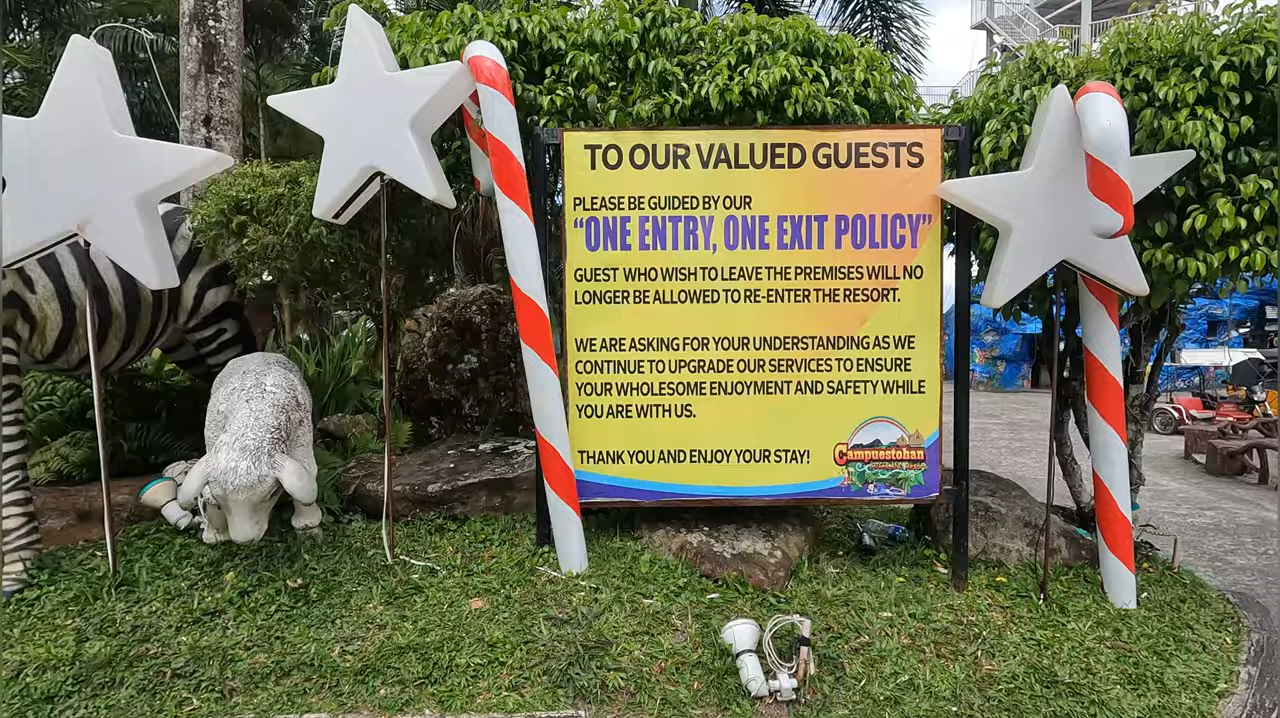 TO OUR VALUED GUESTS
PLEASE BE GUIDED BY OUR
“ONE ENTRY, ONE EXIT POLICY”
GUEST WHO WISH TO LEAVE THE PREMISES WILL NO
LONGER BE ALLOWED TO RE-ENTER THE RESORT.
WE ARE ASKING FOR YOUR UNDERSTANDING AS WE
CONTINUE TO UPGRADE OUR SERVICES TO ENSURE
YOUR WHOLESOME ENJOYMENT AND SAFETY WHILE
YOU ARE WITH US.
THANK YOU AND ENJOY YOUR STAY!
Campuestohan